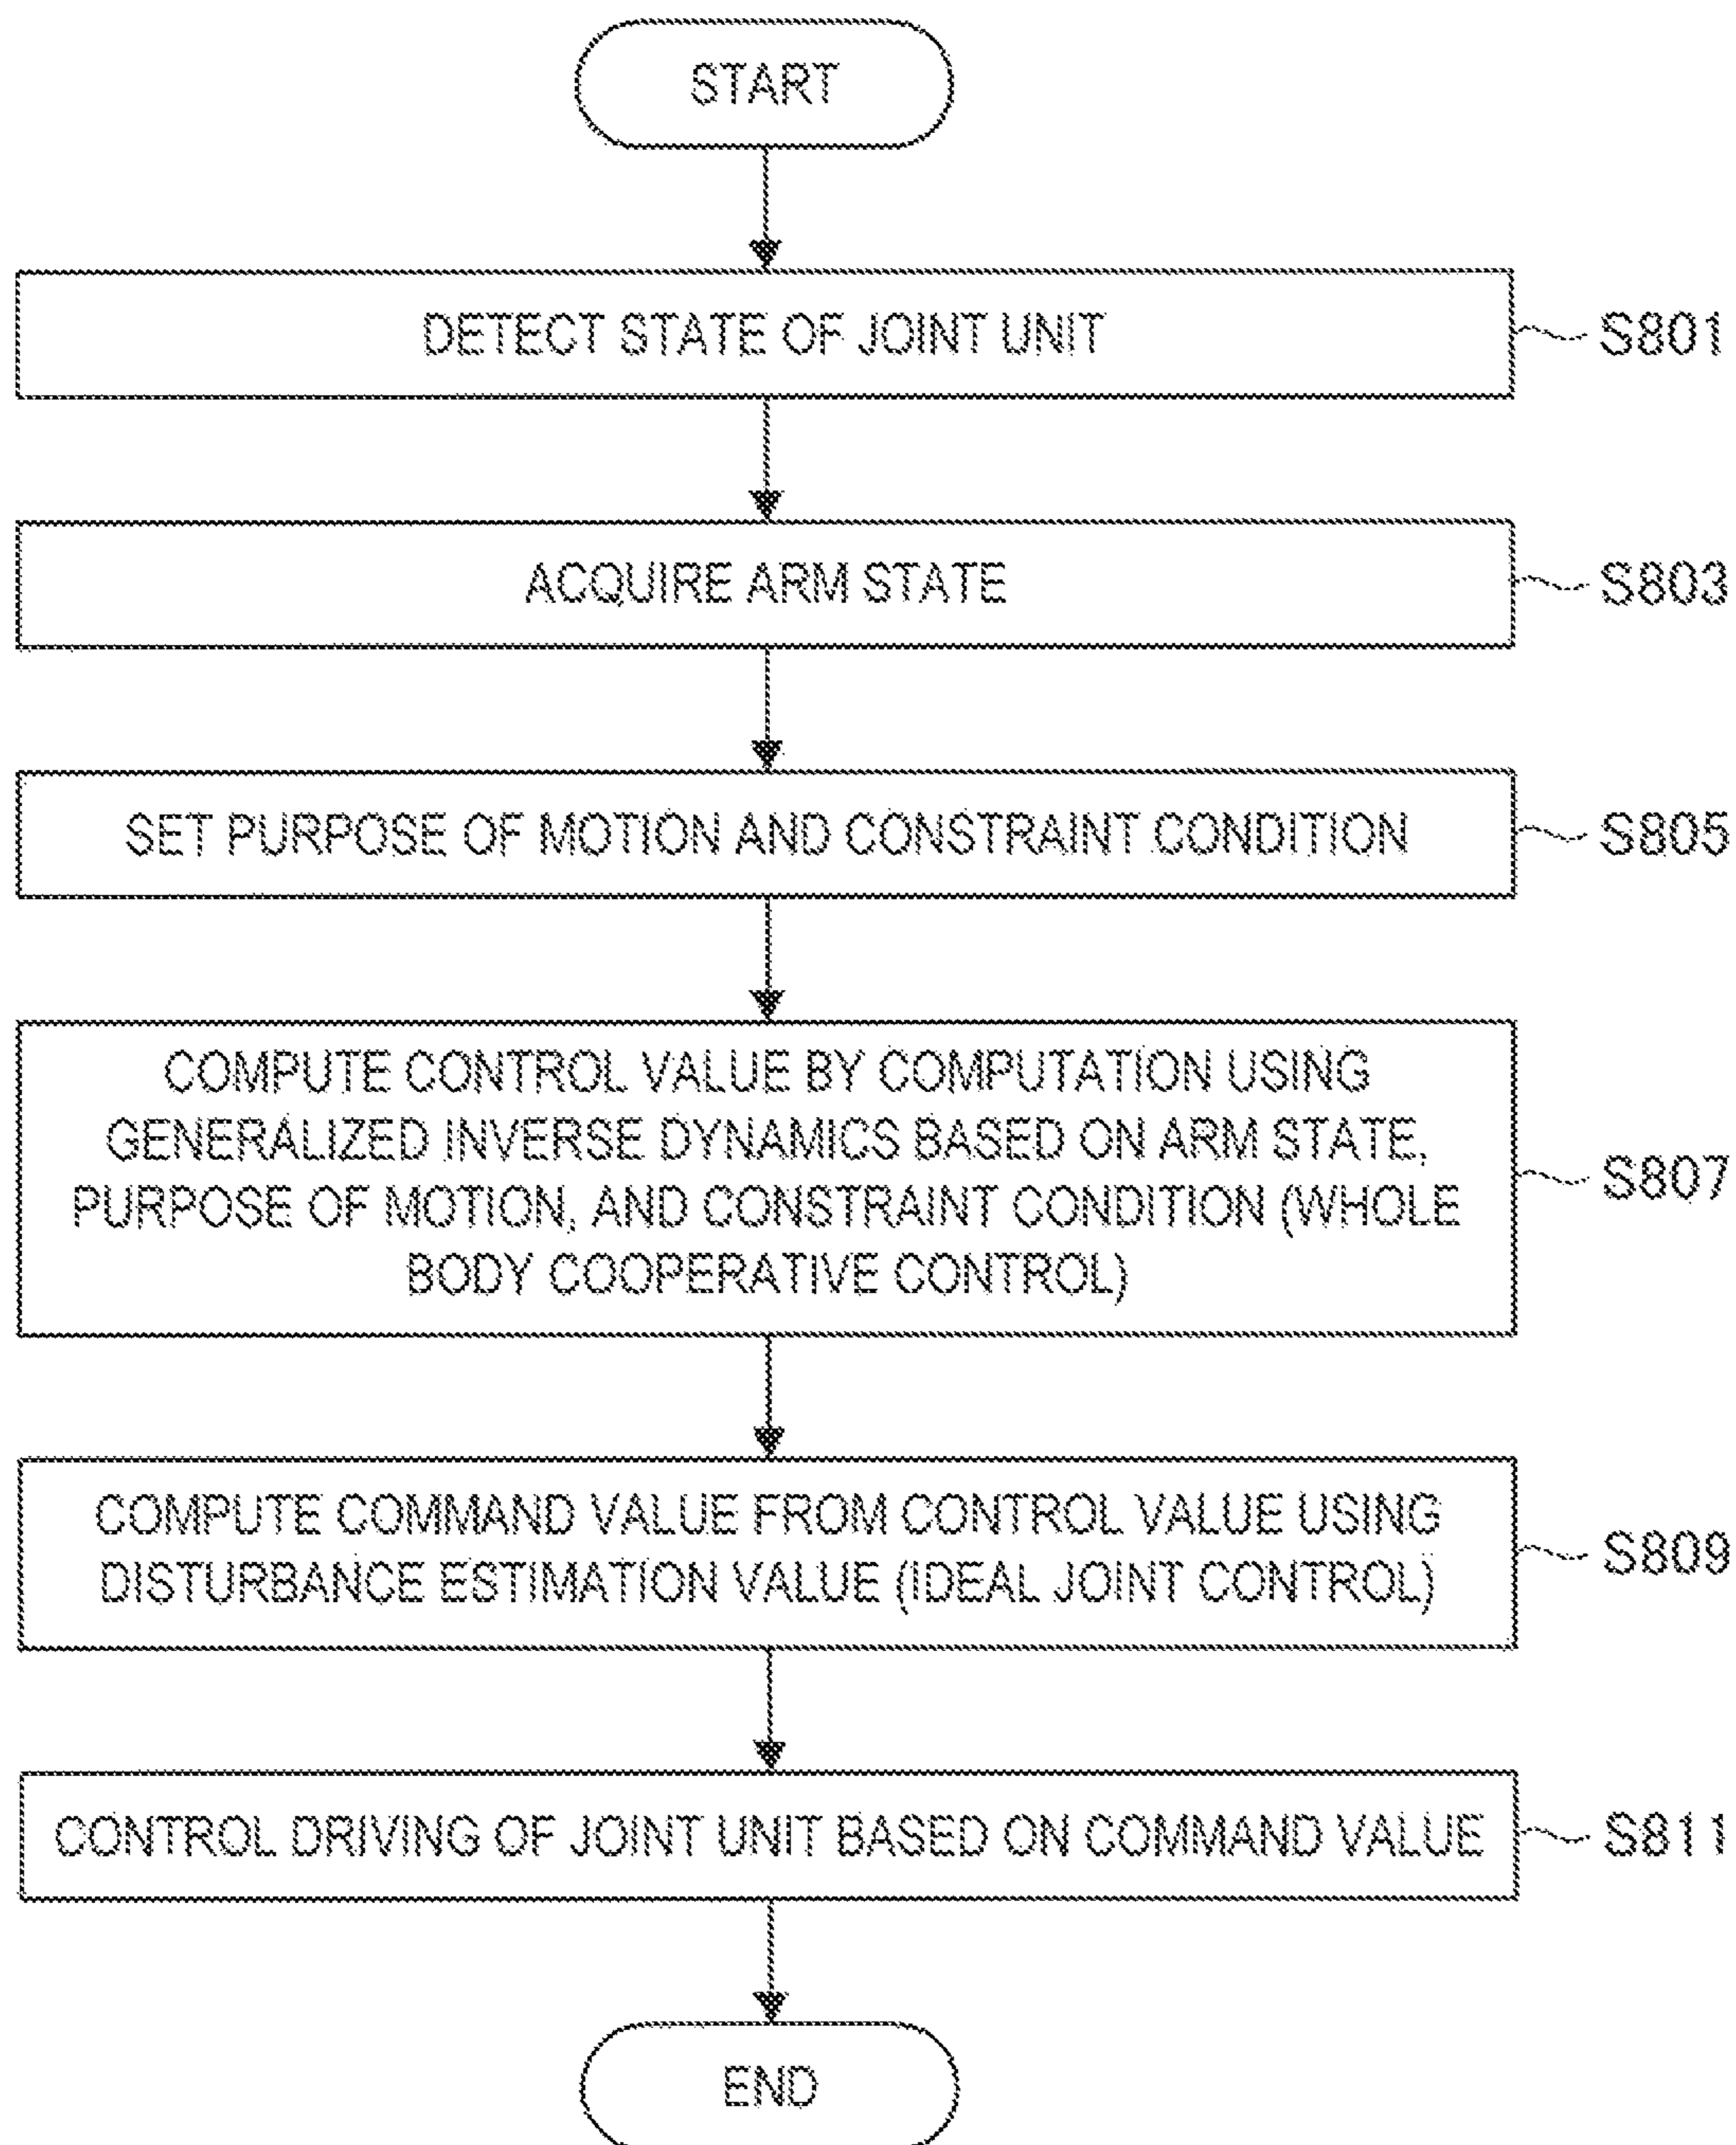 START
DETECT STATE OF JOINT UNIT
S801
ACQUIRE ARM STATE
S803
SET PURPOSE OF MOTION AND CONSTRAINT CONDITION
S805
COMPUTE CONTROL VALUE BY COMPUTATION USING
GENERALIZED INVERSE DYNAMICS BASED ON ARM STATE,
PURPOSE OF MOTION, AND CONSTRAINT CONDITION (WHOLE
BODY COOPERATIVE CONTROL)
S807
COMPUTE COMMAND VALUE FROM CONTROL VALUE USING
DISTURBANCE ESTIMATION VALUE (IDEAL JOINT CONTROL)
S809
CONTROL DRIVING OF JOINT UNIT BASED ON COMMAND VALUE
S811
END